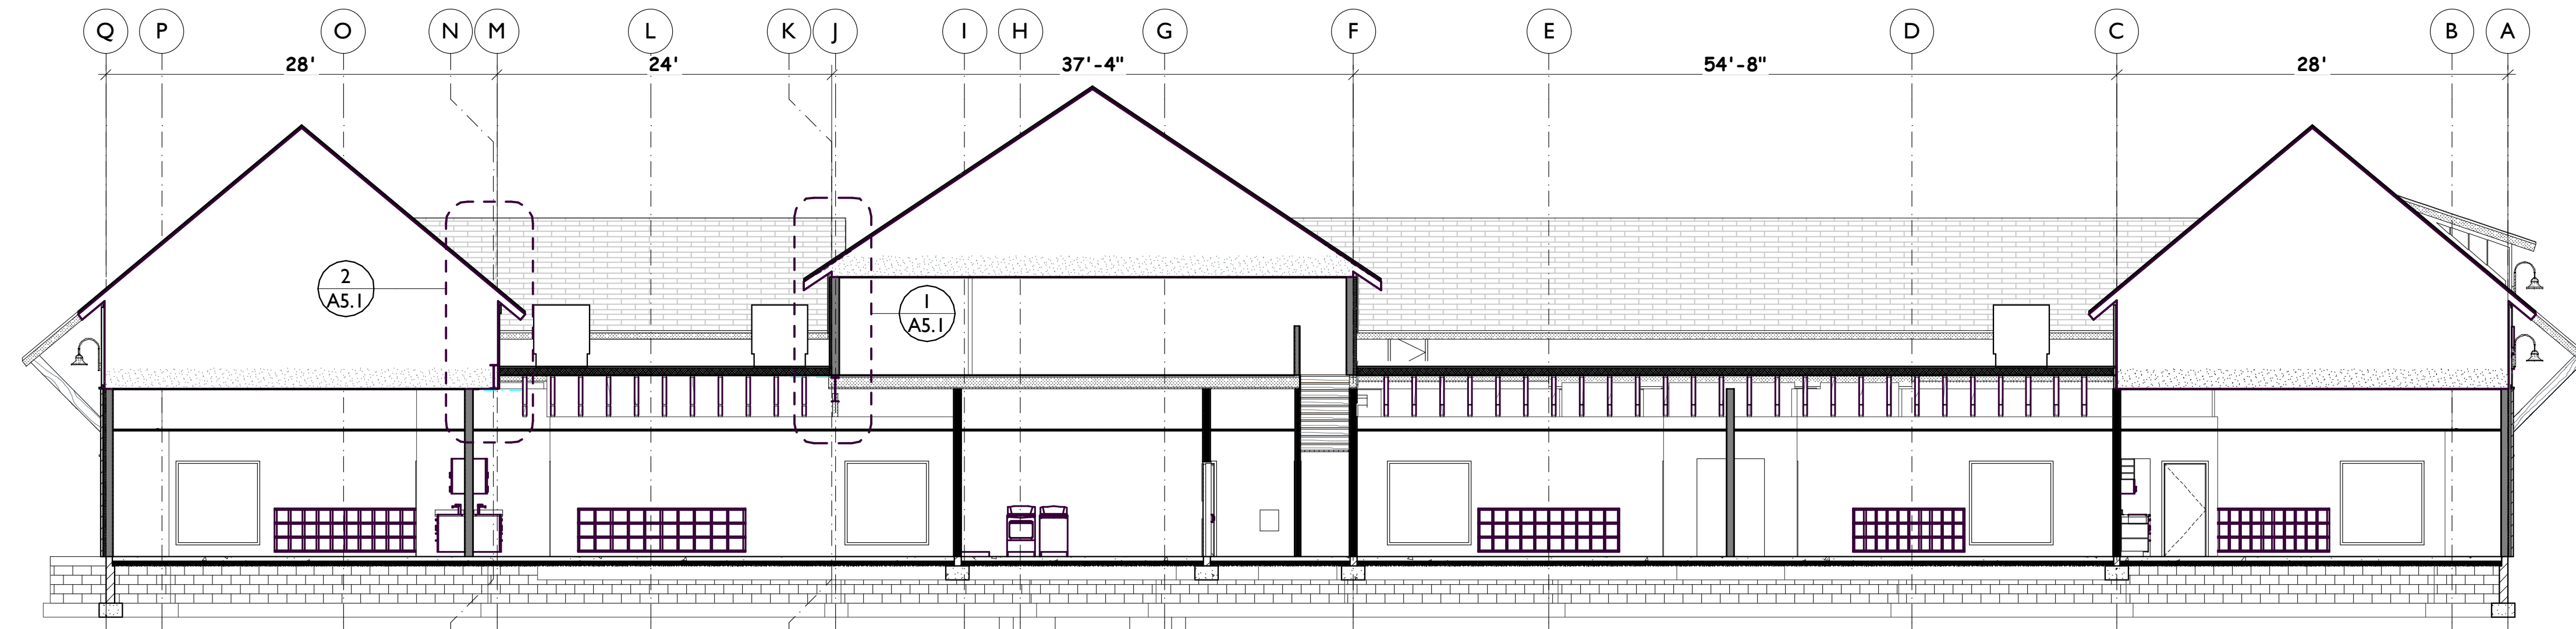 Q P O N M L K J I H G F E D C B A
28' 24' 37'-4" 54'-8" 28'
2
A5.1
1
A5.1